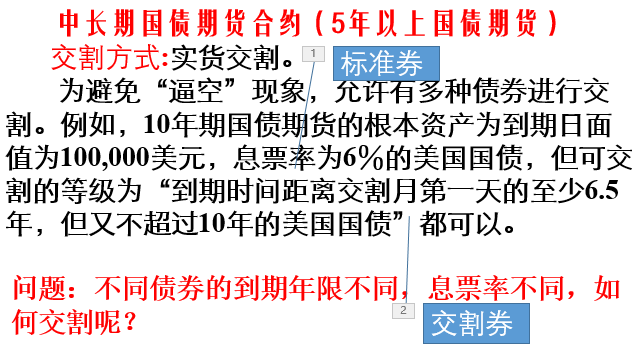 中长期国债期货合约（5年以上国债期货）
交割方式:实货交割。
1
标准券
为避免“逼空”现象，允许有多种债券进行交
割。例如，10年期国债期货的根本资产为到期日面
值为100,000美元，息票率为6%的美国国债，但可交
割的等级为“到期时间距离交割月第一天的至少6.5
年，但又不超过10年的美国国债”都可以。
问题：不同债券的到期年限不同，息票率不同，如
何交割呢？
2
交割券